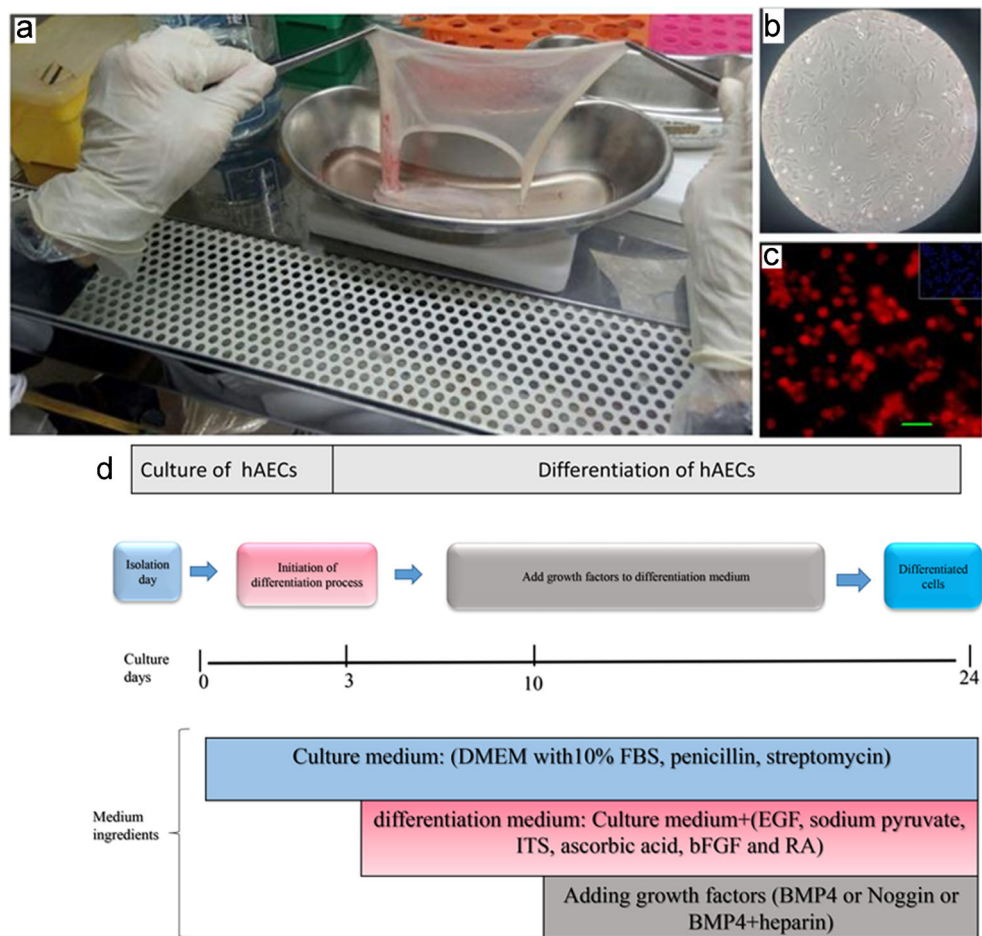 a
b
c
d
Culture of hAECs
Differentiation of hAECs
Isolation
day
Initiation of
differentiation process
Add growth factors to differentiation medium
Differentiated
cells
Culture
days
0
3
10
24
Medium
ingredients
Culture medium: (DMEM with10% FBS, penicillin, streptomycin)
differentiation medium: Culture medium+(EGF, sodium pyruvate,
ITS, ascorbic acid, bFGF and RA)
Adding growth factors (BMP4 or Noggin or
BMP4+heparin)